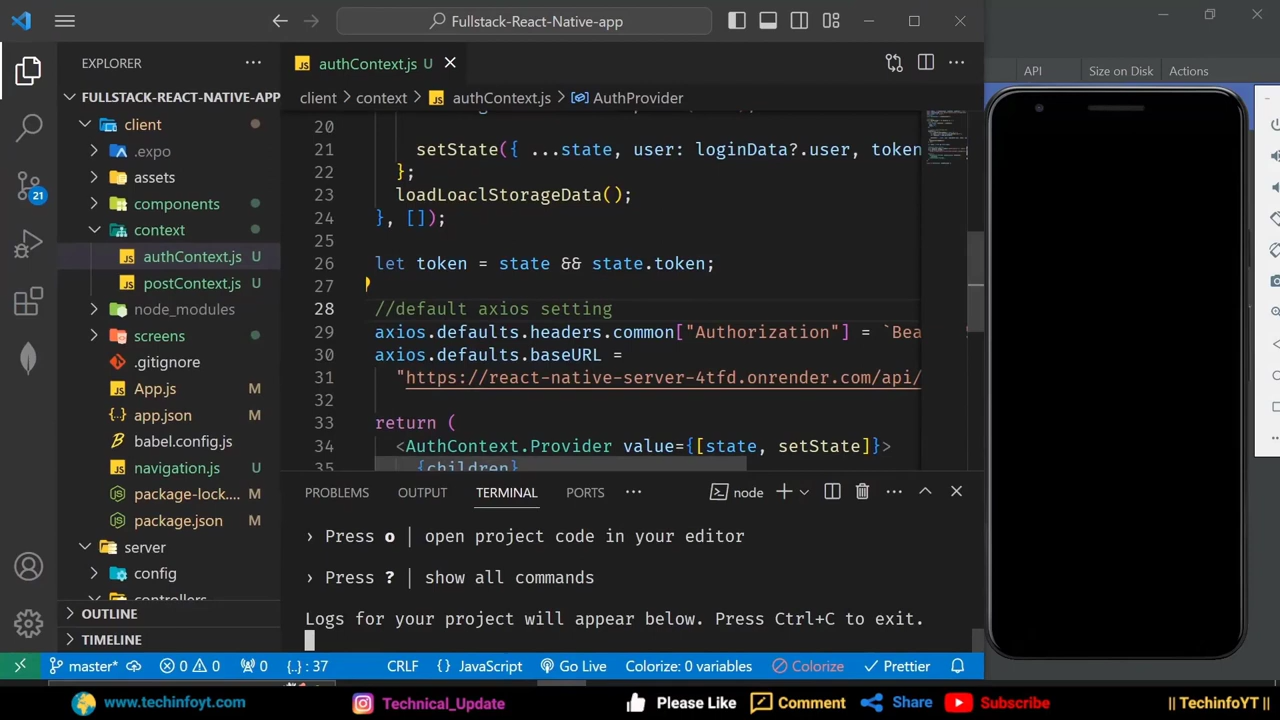 Fullstack-React-Native-app
EXPLORER
FULLSTACK-REACT-NATIVE-APP
client
.expo
assets
components
context
JS authContext.js U
JS postContext.js U
node_modules
screens
.gitignore
JS App.js M
{..} app.json M
babel.config.js M
JS navigation.js U
package-lock.... M
package.json M
server
config
OUTLINE
TIMELINE
21
JS authContext.js U
client > context > JS authContext.js > AuthProvider
20
21 setState({ ...state, user: loginData?.user, token
22 };
23 loadLoaclStorageData();
24 }, []);
25
26 let token = state && state.token;
27
28 //default axios setting
29 axios.defaults.headers.common["Authorization"] = `Bea
30 axios.defaults.baseURL =
31 "https://react-native-server-4tfd.onrender.com/api/
32
33 return (
34 <AuthContext.Provider value={[state, setState]}>
35 {children}
PROBLEMS OUTPUT TERMINAL PORTS ... node
› Press o │ open project code in your editor
› Press ? │ show all commands
Logs for your project will appear below. Press Ctrl+C to exit.
master* 0 0 0 {..} : 37 CRLF {} JavaScript Go Live Colorize: 0 variables Colorize Prettier
API Size on Disk Actions
www.techinfoyt.com Technical_Update Please Like Comment Share Subscribe || TechinfoYT ||